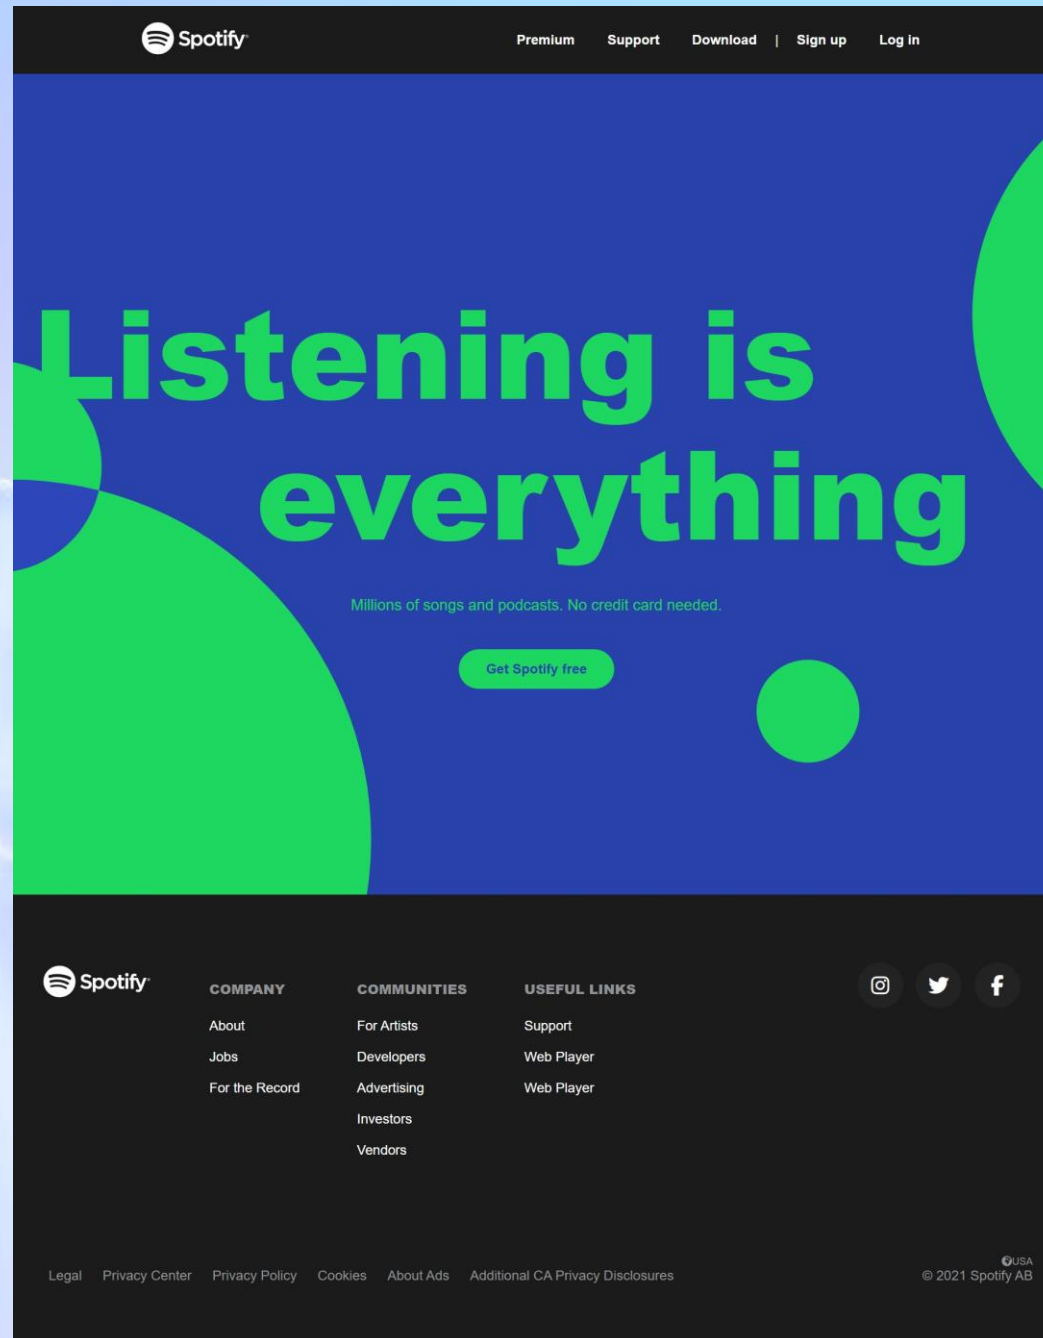 Spotify
Premium Support Download | Sign up Log in
Listening is
everything
Millions of songs and podcasts. No credit card needed.
Get Spotify free
Spotify
COMPANY
About
Jobs
For the Record
COMMUNITIES
For Artists
Developers
Advertising
Investors
Vendors
USEFUL LINKS
Support
Web Player
Web Player
Legal Privacy Center Privacy Policy Cookies About Ads Additional CA Privacy Disclosures
USA
© 2021 Spotify AB